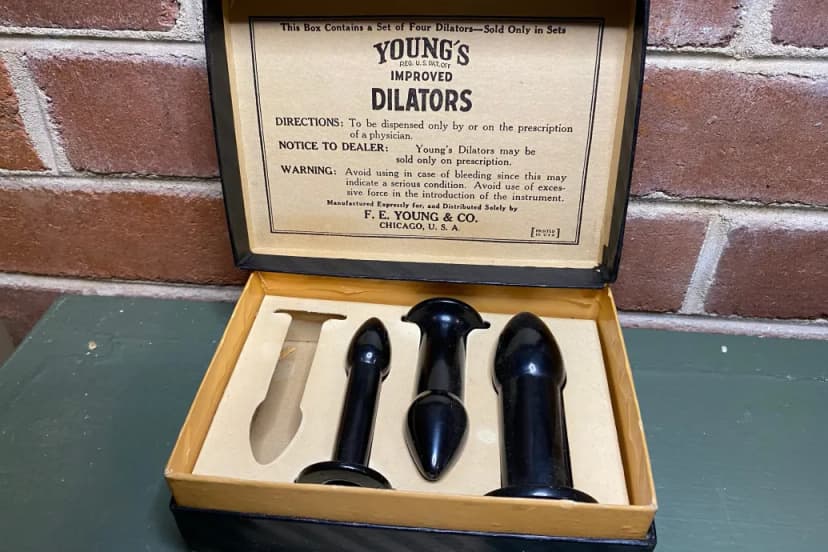 This Box Contains a Set of Four Dilators—Sold Only in Sets
YOUNG'S
REG. U.S. PAT. OFF.
IMPROVED
DILATORS
DIRECTIONS: To be dispensed only by or on the prescription
of a physician.
NOTICE TO DEALER: Young's Dilators may be
sold only on prescription.
WARNING: Avoid using in case of bleeding since this may
indicate a serious condition. Avoid use of exces-
sive force in the introduction of the instrument.
Manufactured Expressly for, and Distributed Solely by
F. E. YOUNG & CO.
CHICAGO, U. S. A.